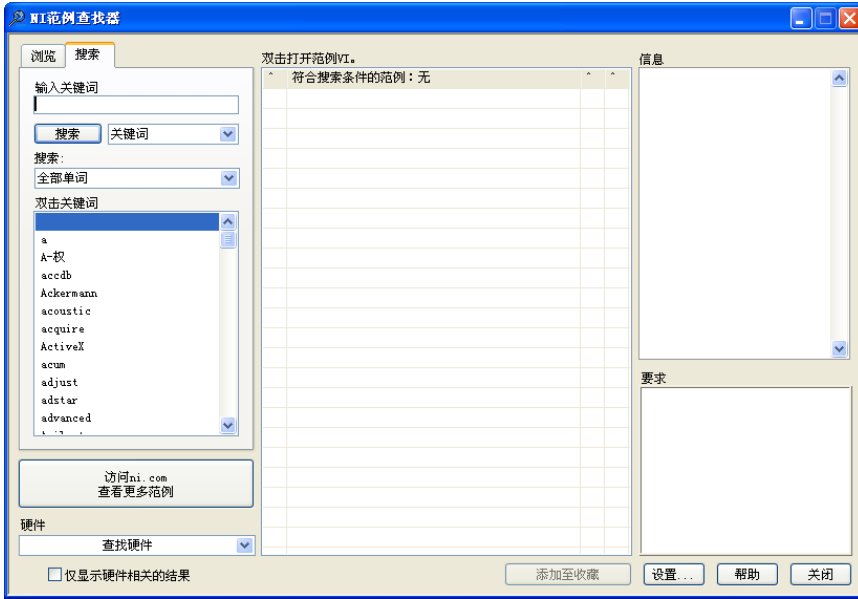 NI范例查找器
浏览
搜索
输入关键词
搜索
关键词
搜索:
全部单词
双击关键词
a
A-权
accdb
Ackermann
acoustic
acquire
ActiveX
acum
adjust
adstar
advanced
访问ni.com
查看更多范例
硬件
查找硬件
仅显示硬件相关的结果
双击打开范例VI。
^ 符合搜索条件的范例：无 ^ ^
信息
要求
添加至收藏
设置...
帮助
关闭